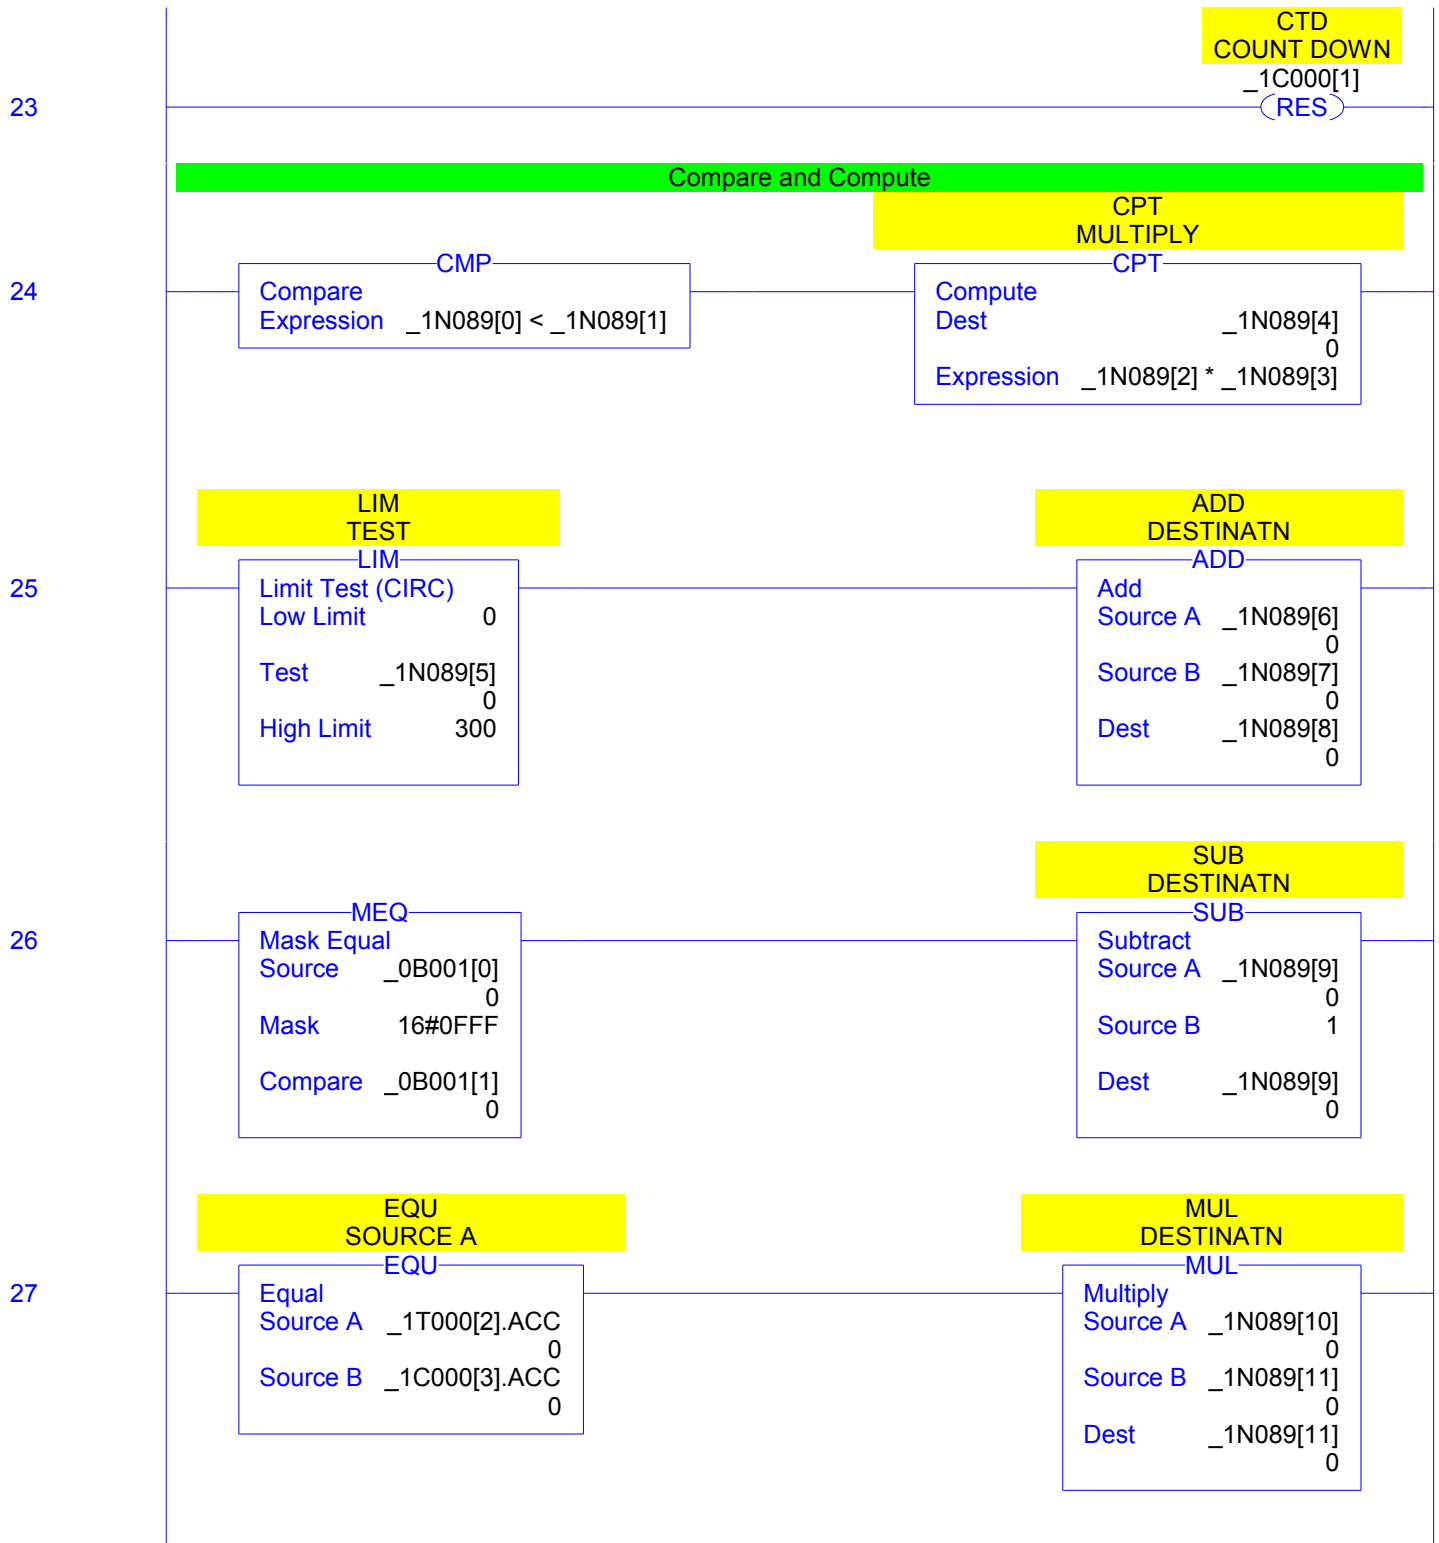 CTD
COUNT DOWN
_1C000[1]
23
RES
Compare and Compute
CPT
MULTIPLY
CMP
CPT
24
Compare
Expression _1N089[0] < _1N089[1]
Compute
Dest _1N089[4]
0
Expression _1N089[2] * _1N089[3]
LIM
TEST
ADD
DESTINATN
LIM
ADD
25
Limit Test (CIRC)
Low Limit 0
Test _1N089[5]
0
High Limit 300
Add
Source A _1N089[6]
0
Source B _1N089[7]
0
Dest _1N089[8]
0
SUB
DESTINATN
MEQ
SUB
26
Mask Equal
Source _0B001[0]
0
Mask 16#0FFF
Compare _0B001[1]
0
Subtract
Source A _1N089[9]
0
Source B 1
Dest _1N089[9]
0
EQU
SOURCE A
MUL
DESTINATN
EQU
MUL
27
Equal
Source A _1T000[2].ACC
0
Source B _1C000[3].ACC
0
Multiply
Source A _1N089[10]
0
Source B _1N089[11]
0
Dest _1N089[11]
0